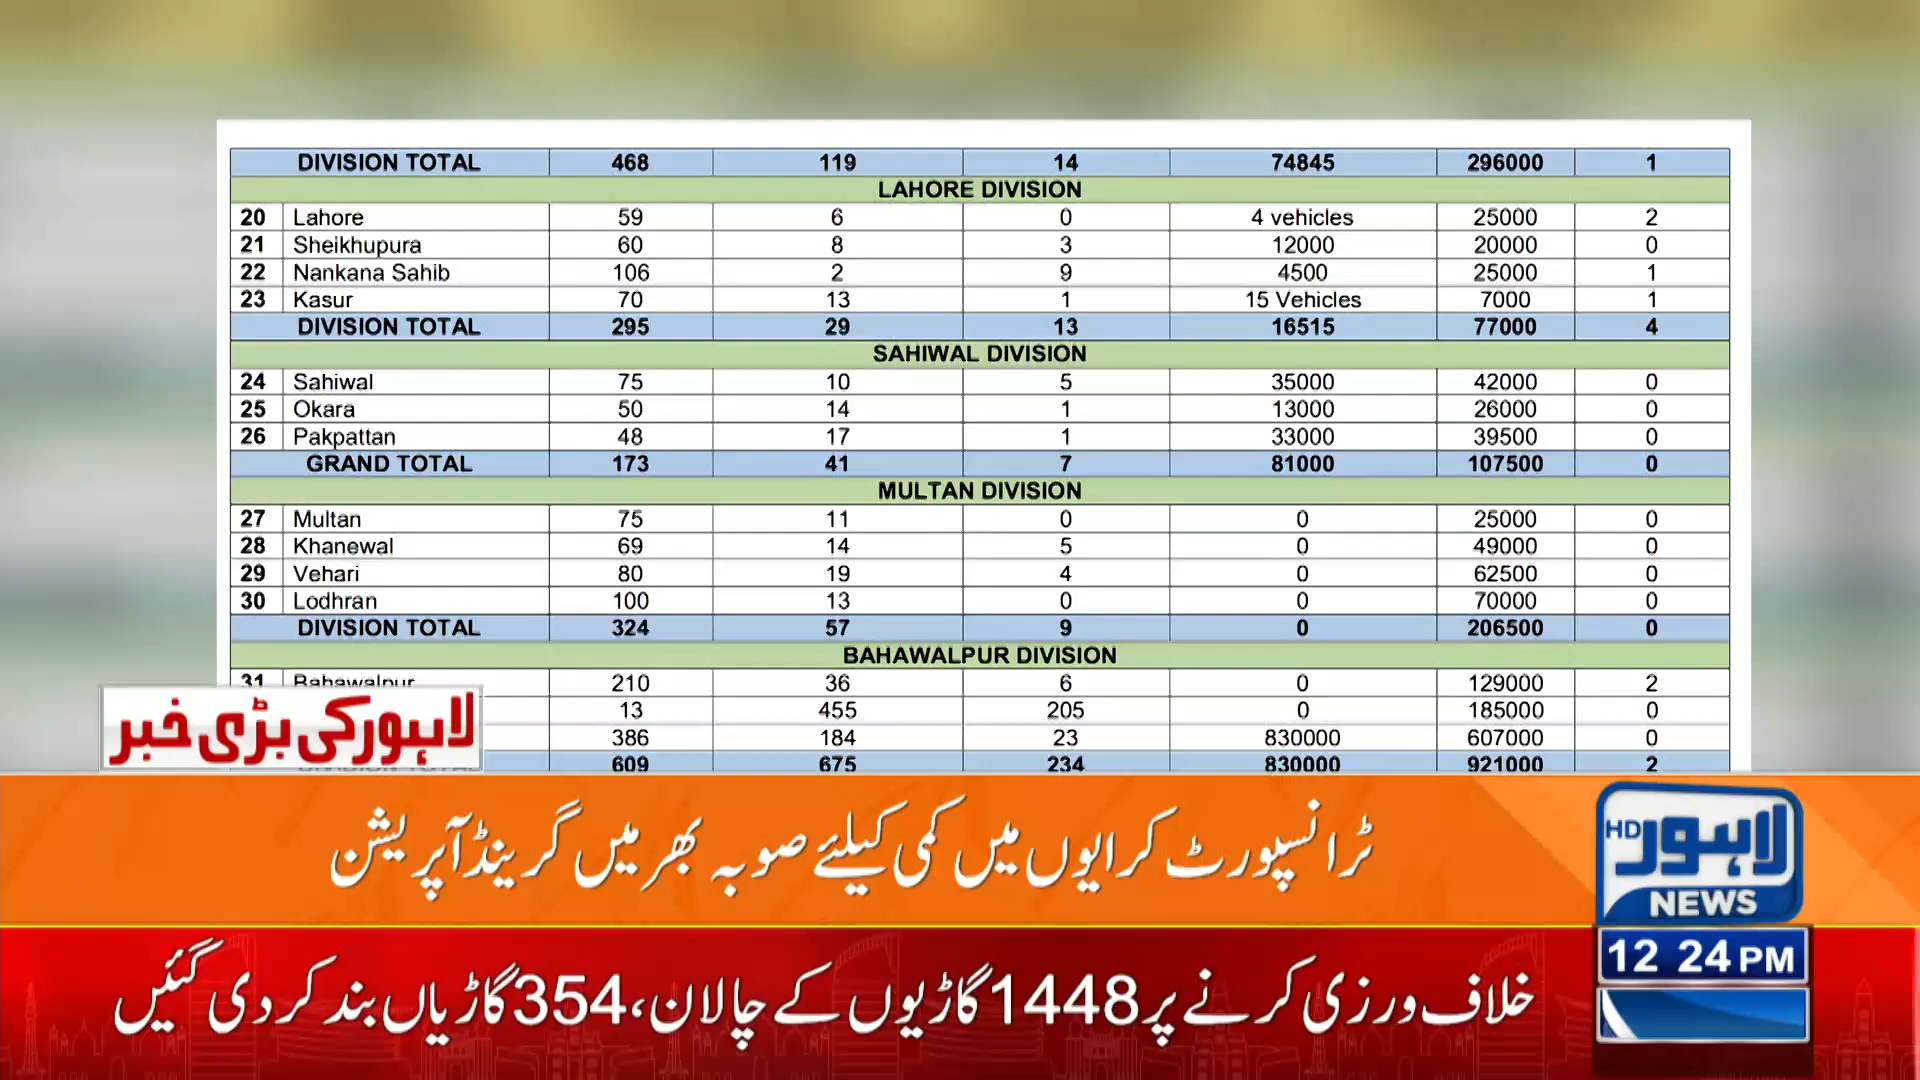 DIVISION TOTAL 468 119 14 74845 296000 1
LAHORE DIVISION
20 Lahore 59 6 0 4 vehicles 25000 2
21 Sheikhupura 60 8 3 12000 20000 0
22 Nankana Sahib 106 2 9 4500 25000 1
23 Kasur 70 13 1 15 Vehicles 7000 1
DIVISION TOTAL 295 29 13 16515 77000 4
SAHIWAL DIVISION
24 Sahiwal 75 10 5 35000 42000 0
25 Okara 50 14 1 13000 26000 0
26 Pakpattan 48 17 1 33000 39500 0
GRAND TOTAL 173 41 7 81000 107500 0
MULTAN DIVISION
27 Multan 75 11 0 0 25000 0
28 Khanewal 69 14 5 0 49000 0
29 Vehari 80 19 4 0 62500 0
30 Lodhran 100 13 0 0 70000 0
DIVISION TOTAL 324 57 9 0 206500 0
BAHAWALPUR DIVISION
31 Bahawalpur 210 36 6 0 129000 2
13 455 205 0 185000 0
386 184 23 830000 607000 0
609 675 234 830000 921000 2
لاہور کی بڑی خبر
ٹرانسپورٹ کرایوں میں کمی کیلئے صوبہ بھر میں گرینڈ آپریشن
خلاف ورزی کرنے پر 1448 گاڑیوں کے چالان، 354 گاڑیاں بند کر دی گئیں
لاہور HD
NEWS
12 24 PM